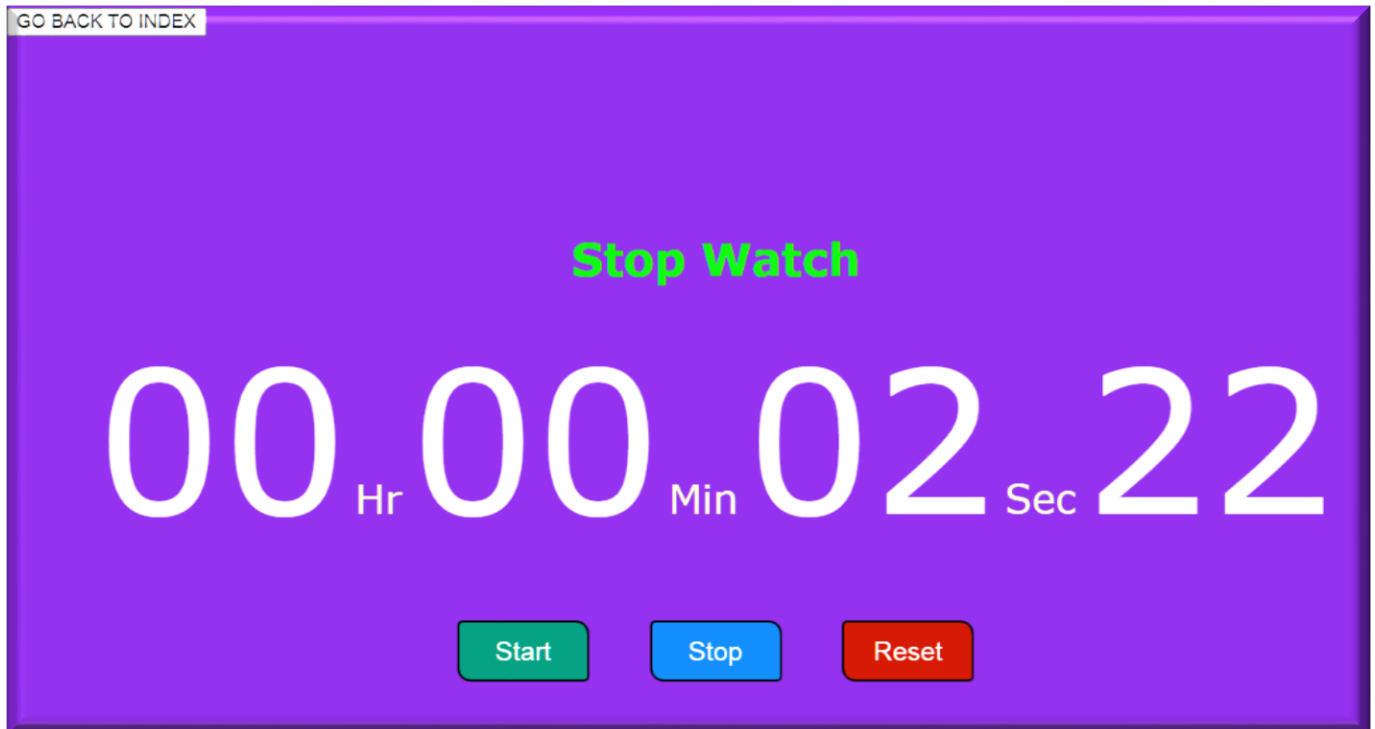 GO BACK TO INDEX
Stop Watch
00 Hr 00 Min 02 Sec 22
Start Stop Reset